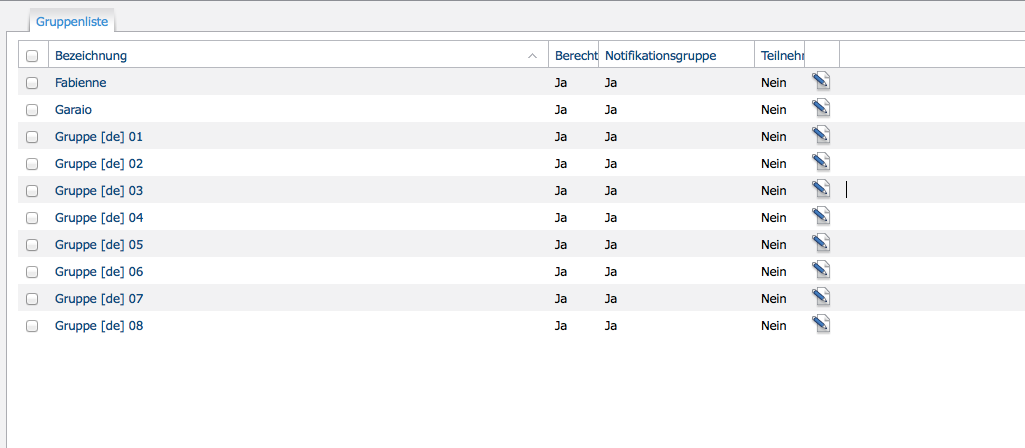 Gruppenliste
Bezeichnung Berecht Notifikationsgruppe Teilnehr
Fabienne Ja Ja Nein
Garaio Ja Ja Nein
Gruppe [de] 01 Ja Ja Nein
Gruppe [de] 02 Ja Ja Nein
Gruppe [de] 03 Ja Ja Nein
Gruppe [de] 04 Ja Ja Nein
Gruppe [de] 05 Ja Ja Nein
Gruppe [de] 06 Ja Ja Nein
Gruppe [de] 07 Ja Ja Nein
Gruppe [de] 08 Ja Ja Nein